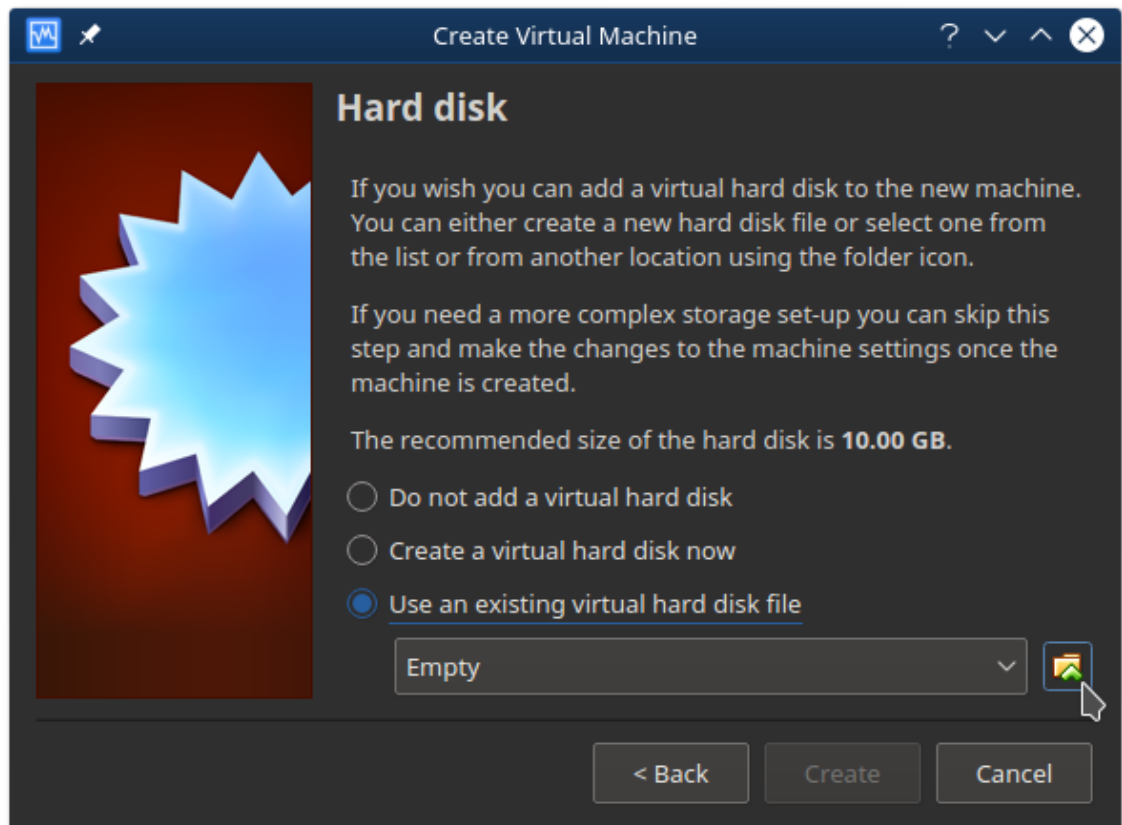 Create Virtual Machine
Hard disk
If you wish you can add a virtual hard disk to the new machine.
You can either create a new hard disk file or select one from
the list or from another location using the folder icon.
If you need a more complex storage set-up you can skip this
step and make the changes to the machine settings once the
machine is created.
The recommended size of the hard disk is 10.00 GB.
Do not add a virtual hard disk
Create a virtual hard disk now
Use an existing virtual hard disk file
Empty
< Back
Create
Cancel